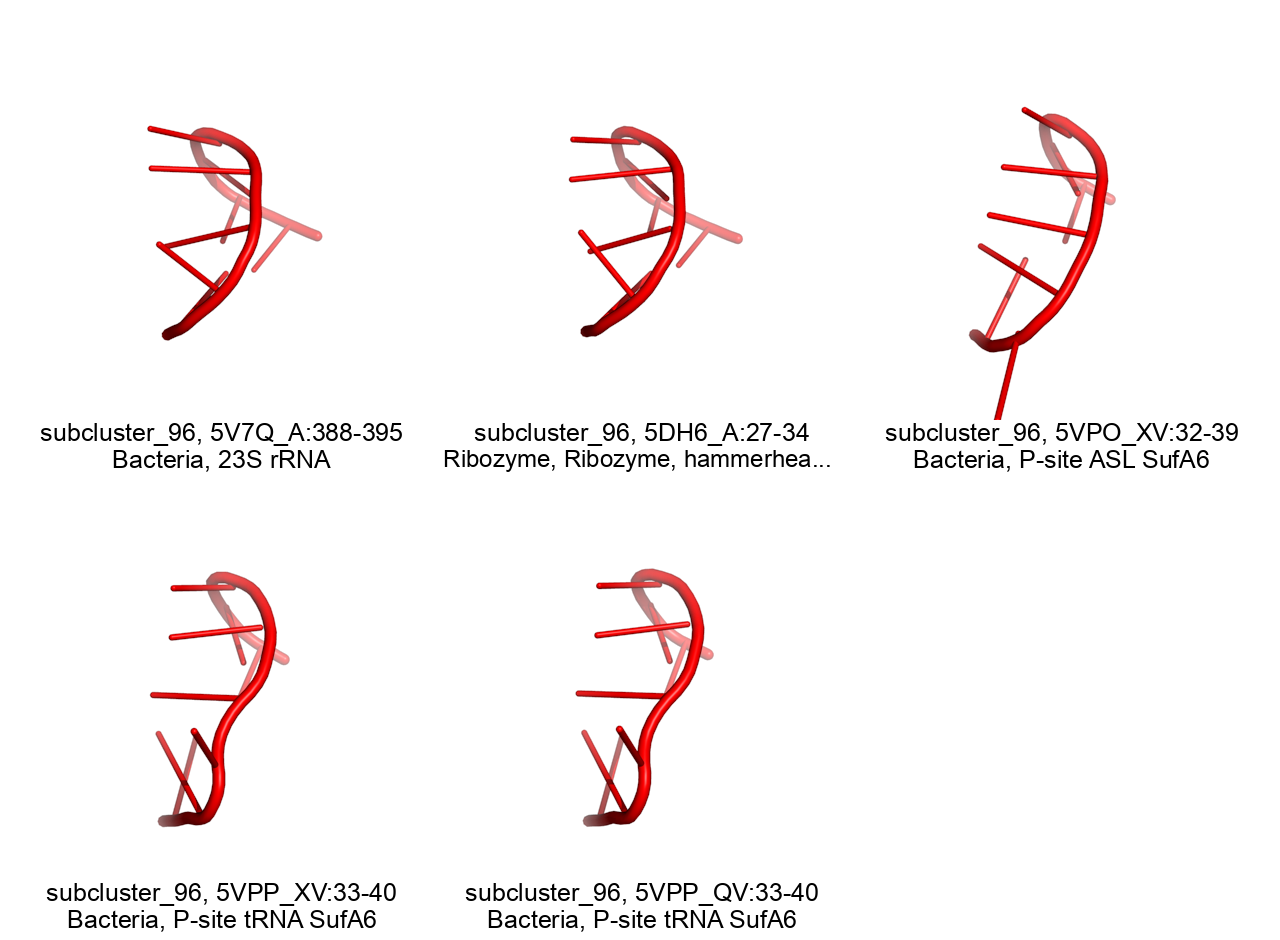 subcluster_96, 5V7Q_A:388-395
Bacteria, 23S rRNA
subcluster_96, 5DH6_A:27-34
Ribozyme, Ribozyme, hammerhea...
subcluster_96, 5VPO_XV:32-39
Bacteria, P-site ASL SufA6
subcluster_96, 5VPP_XV:33-40
Bacteria, P-site tRNA SufA6
subcluster_96, 5VPP_QV:33-40
Bacteria, P-site tRNA SufA6